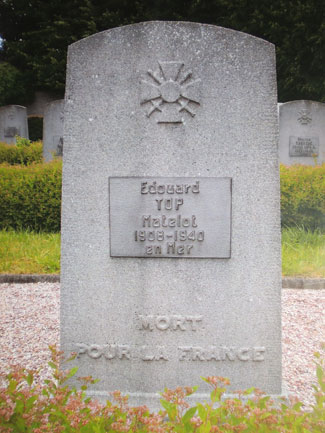 Edouard
TOP
Matelot
1908-1940
en Mer
MORT
POUR LA FRANCE